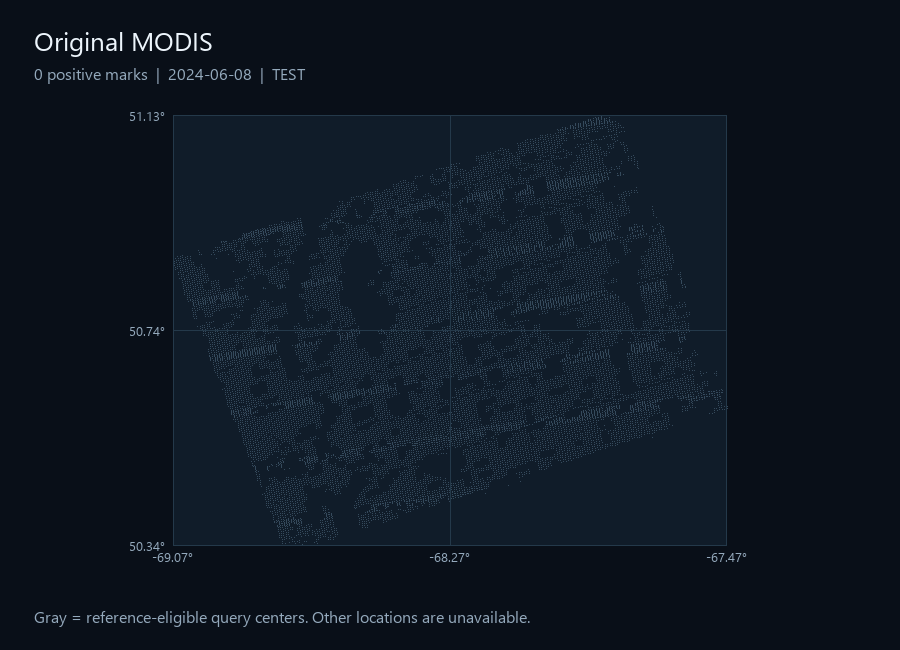 Original MODIS
0 positive marks | 2024-06-08 | TEST
51.13°
50.74°
50.34°
-69.07° -68.27° -67.47°
Gray = reference-eligible query centers. Other locations are unavailable.